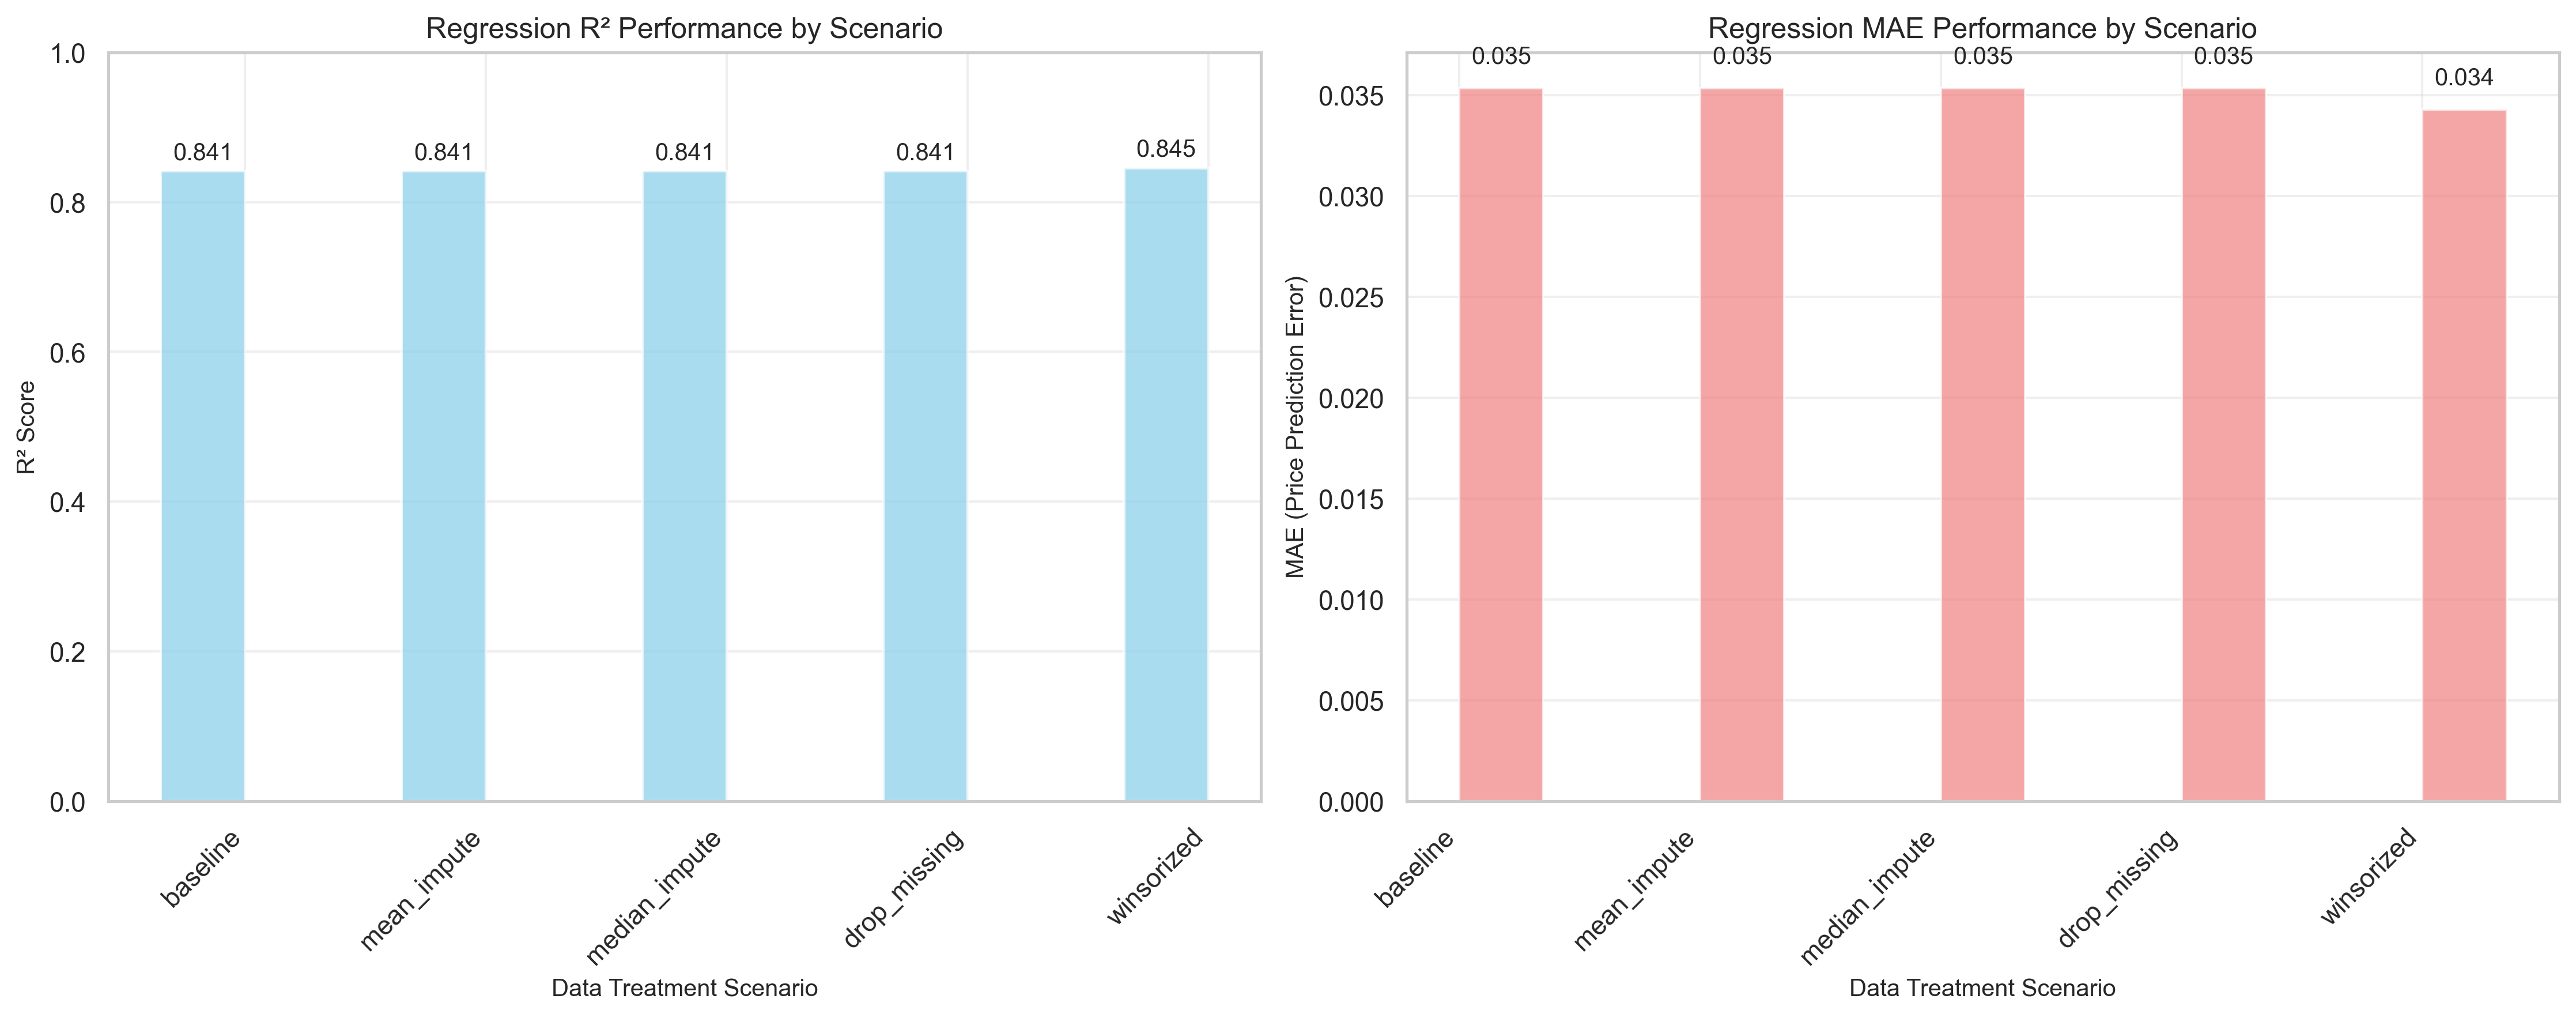 Regression R² Performance by Scenario
R² Score
1.0
0.8
0.6
0.4
0.2
0.0
0.841
0.841
0.841
0.841
0.845
baseline
mean_impute
median_impute
drop_missing
winsorized
Data Treatment Scenario
Regression MAE Performance by Scenario
MAE (Price Prediction Error)
0.035
0.030
0.025
0.020
0.015
0.010
0.005
0.000
0.035
0.035
0.035
0.035
0.034
baseline
mean_impute
median_impute
drop_missing
winsorized
Data Treatment Scenario